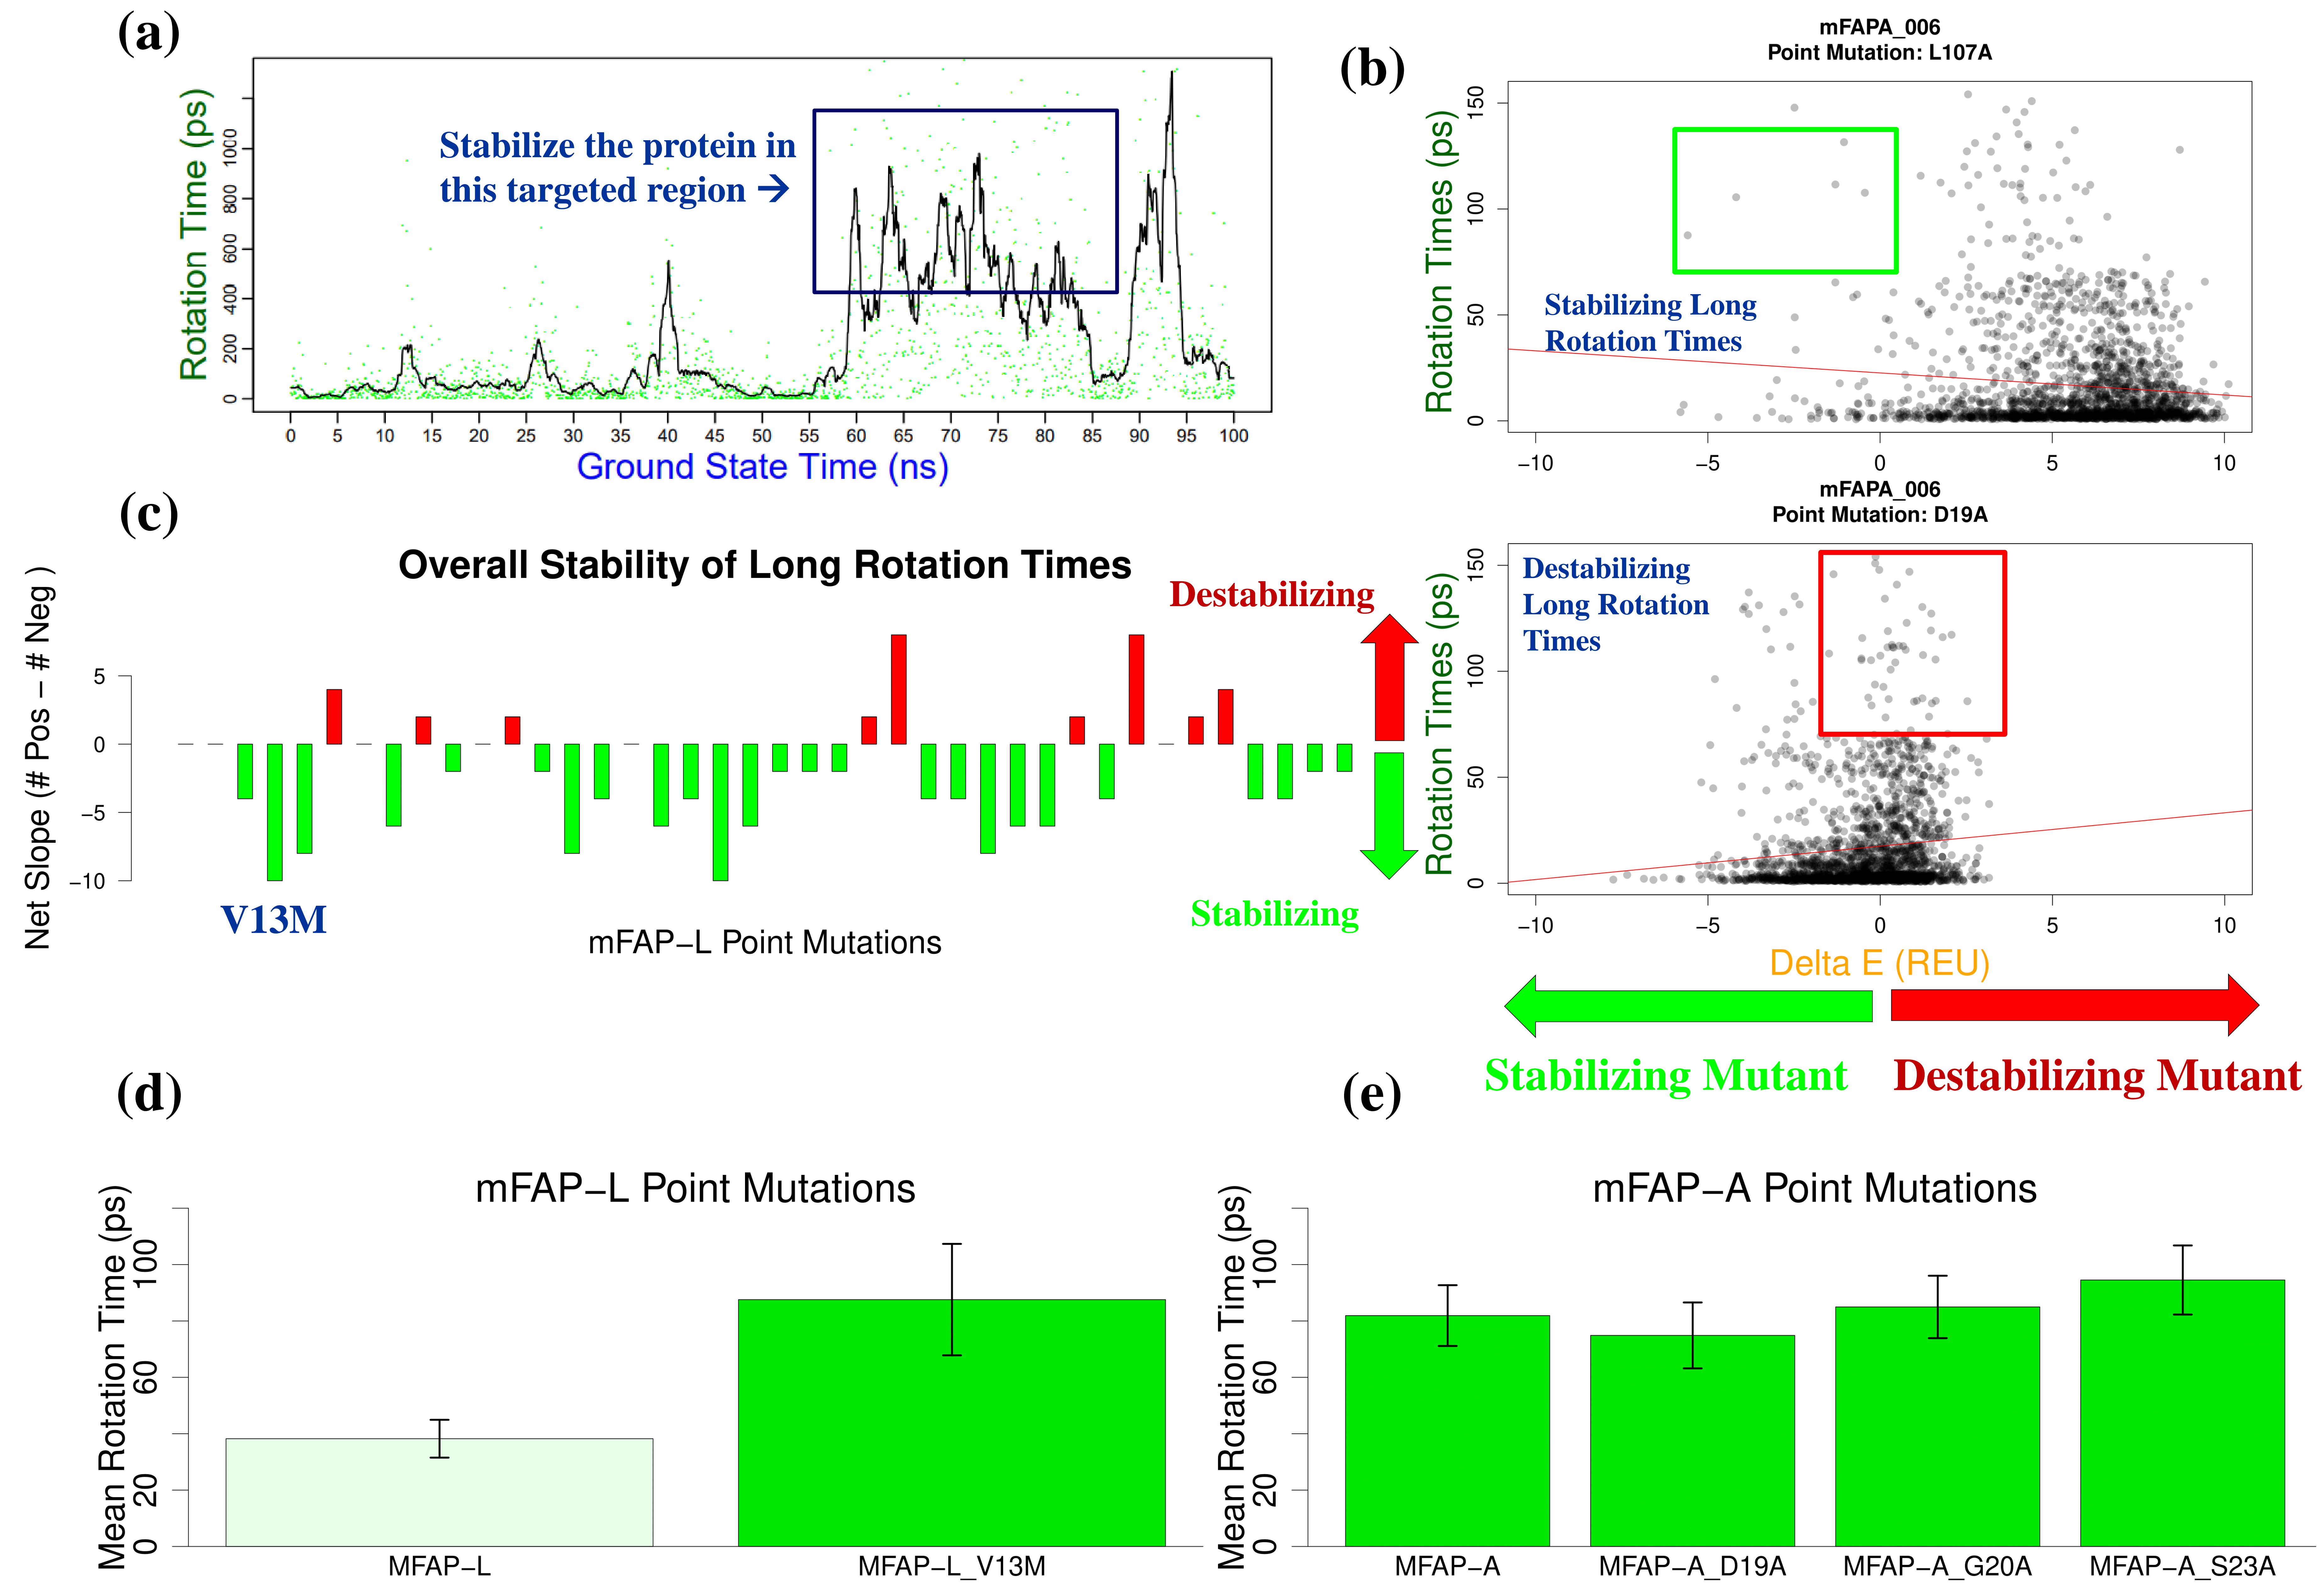 (a)
Rotation Time (ps)
0 200 400 600 800 1000
Stabilize the protein in
this targeted region →
0 5 10 15 20 25 30 35 40 45 50 55 60 65 70 75 80 85 90 95 100
Ground State Time (ns)
(b)
mFAPA_006
Point Mutation: L107A
Rotation Times (ps)
0 50 100 150
Stabilizing Long
Rotation Times
−10 −5 0 5 10
mFAPA_006
Point Mutation: D19A
Rotation Times (ps)
0 50 100 150
Destabilizing
Long Rotation
Times
−10 −5 0 5 10
Delta E (REU)
Stabilizing Mutant
Destabilizing Mutant
(c)
Overall Stability of Long Rotation Times
Net Slope (# Pos − # Neg )
5
0
−5
−10
Destabilizing
Stabilizing
V13M
mFAP−L Point Mutations
(d)
mFAP−L Point Mutations
Mean Rotation Time (ps)
0 20 60 100
MFAP−L MFAP−L_V13M
(e)
mFAP−A Point Mutations
Mean Rotation Time (ps)
0 20 60 100
MFAP−A MFAP−A_D19A MFAP−A_G20A MFAP−A_S23A